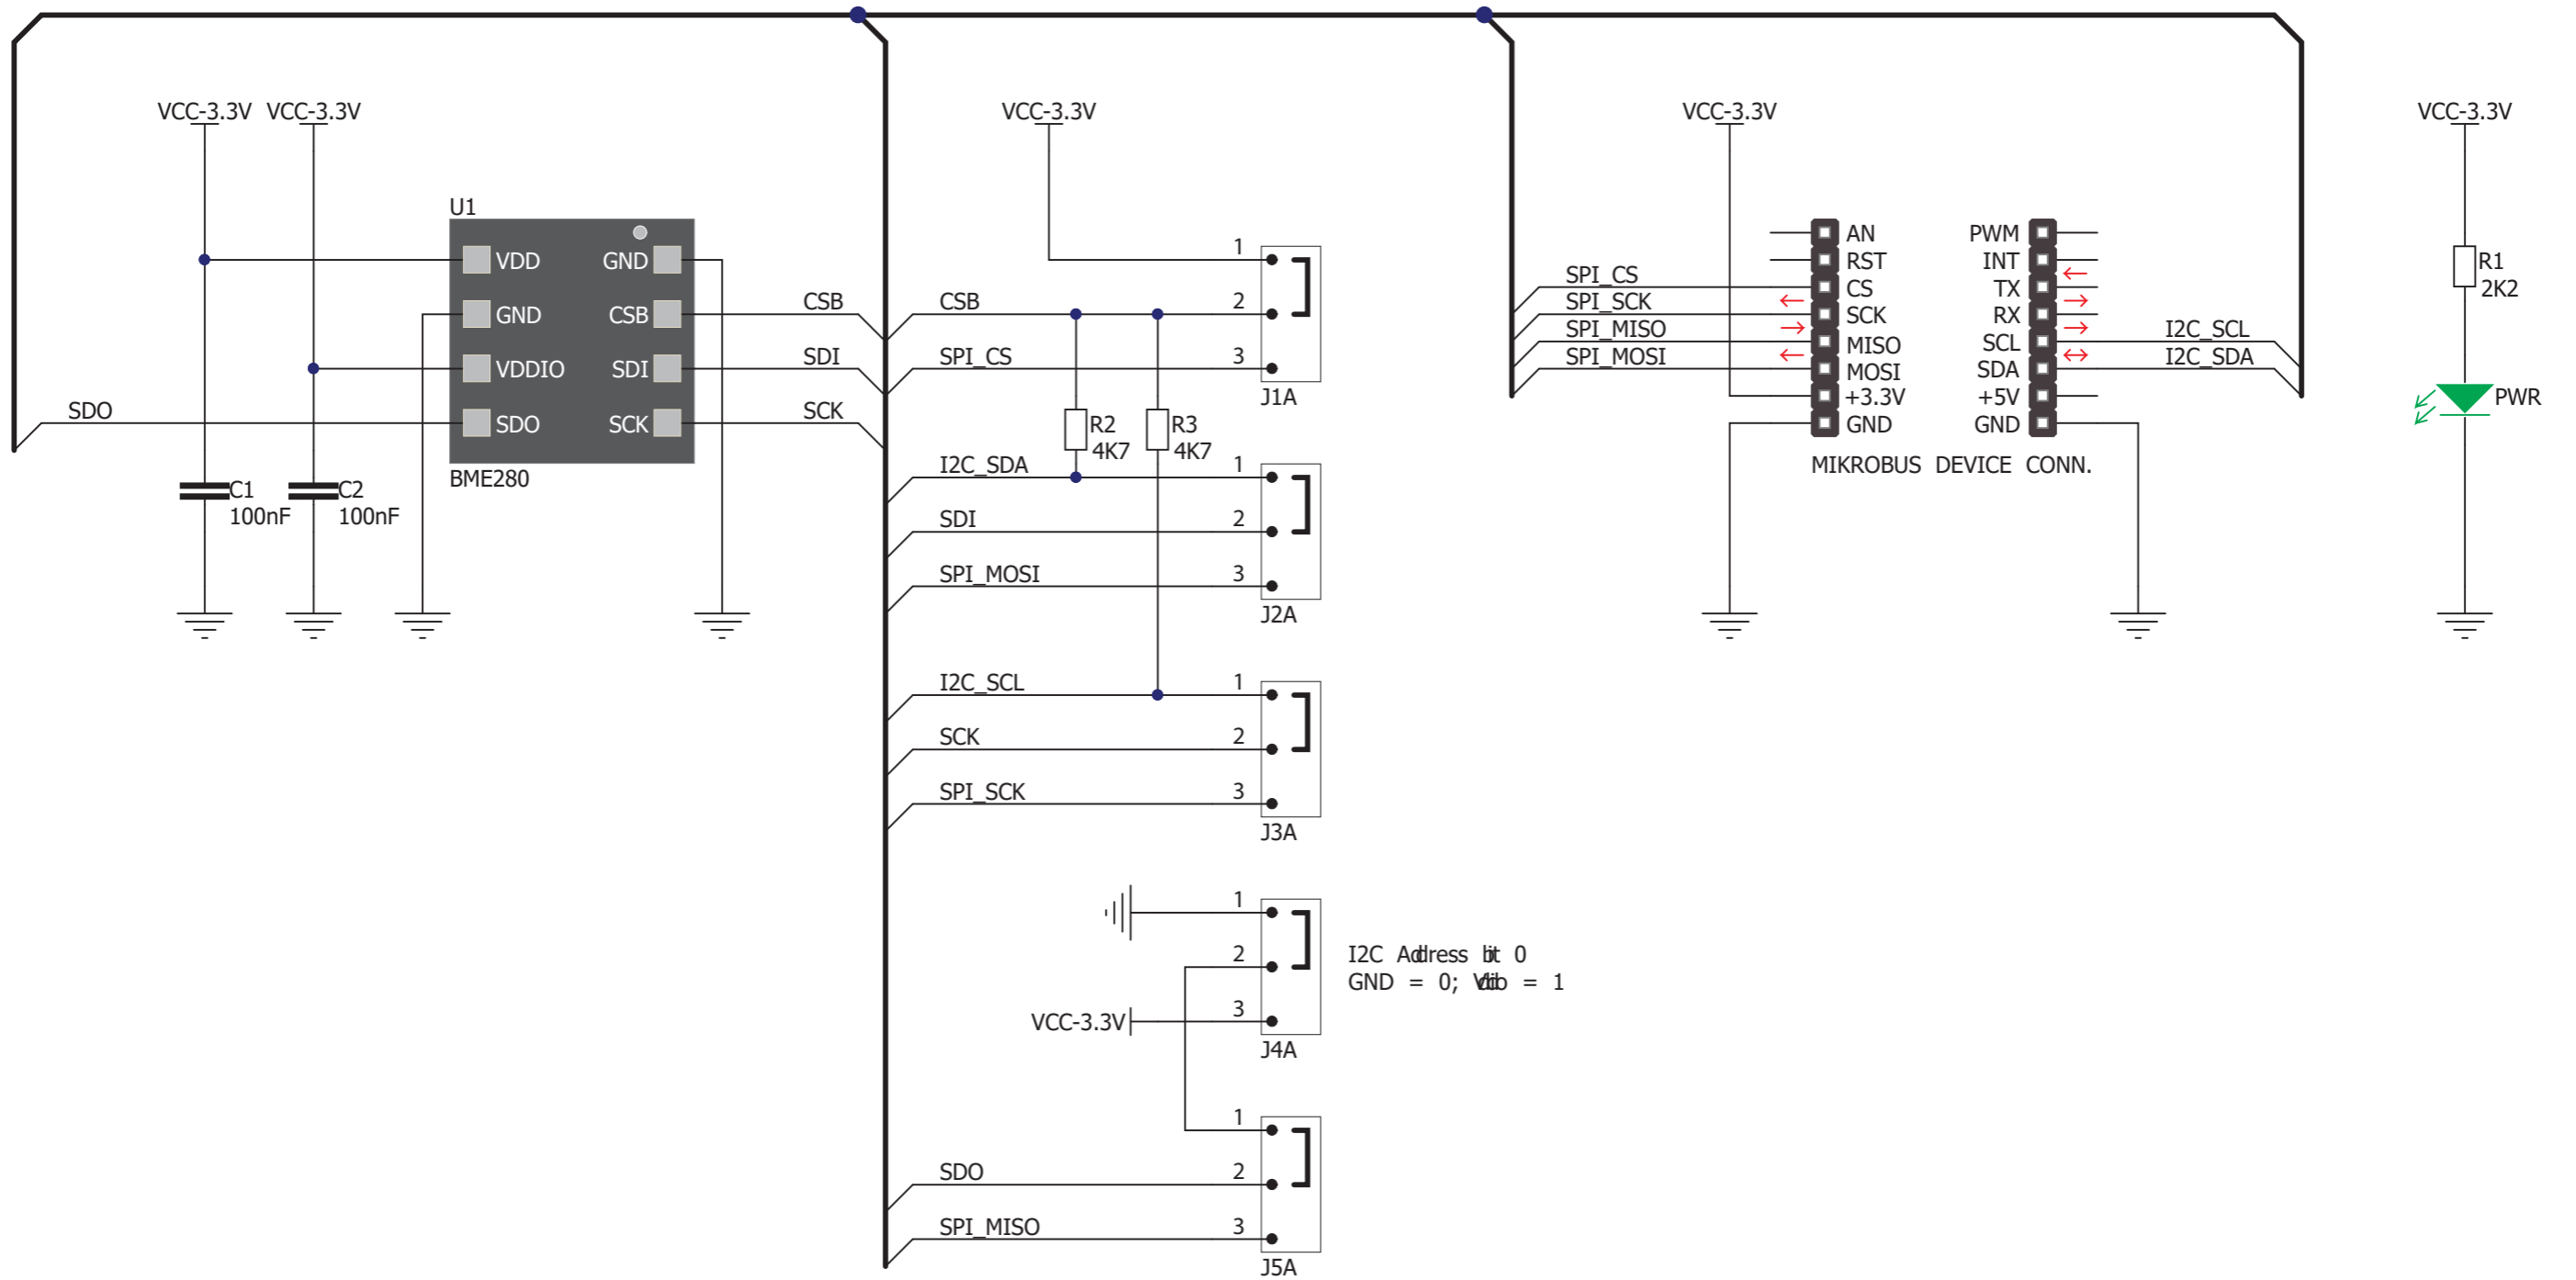 VCC-3.3V VCC-3.3V
U1
VDD GND
GND CSB
VDDIO SDI
SDO SCK
BME280
SDO
CSB
SDI
SCK
C1
100nF
C2
100nF
VCC-3.3V
1
CSB 2
SPI_CS 3
J1A
R2
4K7
R3
4K7
I2C_SDA 1
SDI 2
SPI_MOSI 3
J2A
I2C_SCL 1
SCK 2
SPI_SCK 3
J3A
1
2
VCC-3.3V 3
J4A
I2C Adress bit 0
GND = 0; Vddio = 1
1
SDO 2
SPI_MISO 3
J5A
VCC-3.3V
AN PWM
RST INT
SPI_CS CS TX
SPI_SCK SCK RX
SPI_MISO MISO SCL I2C_SCL
SPI_MOSI MOSI SDA I2C_SDA
+3.3V +5V
GND GND
MIKROBUS DEVICE CONN.
VCC-3.3V
R1
2K2
PWR